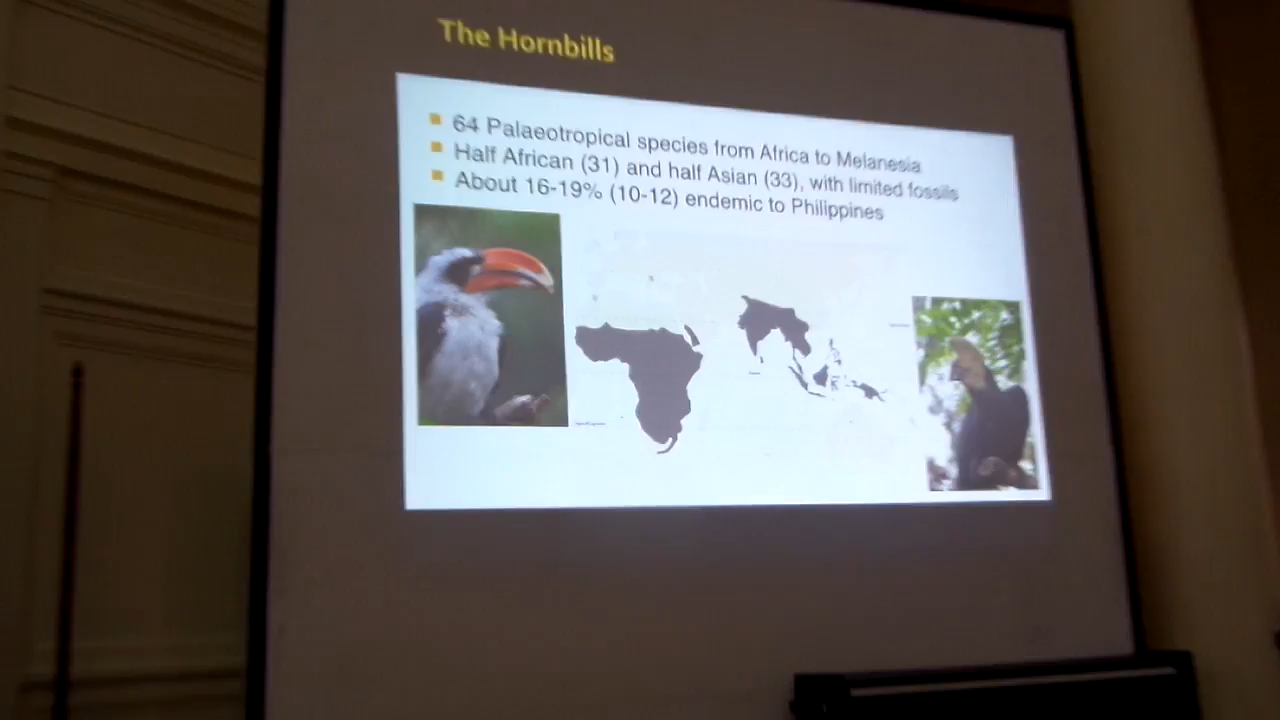 The Hornbills
64 Palaeotropical species from Africa to Melanesia
Half African (31) and half Asian (33), with limited fossils
About 16-19% (10-12) endemic to Philippines